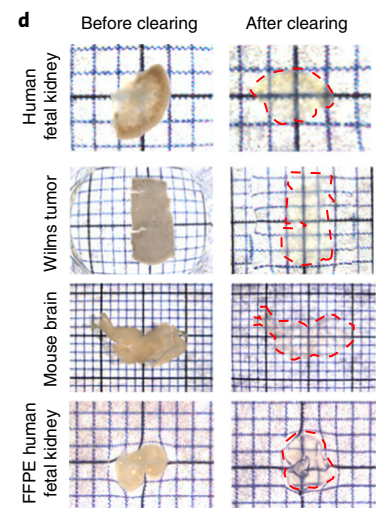 d
Before clearing
After clearing
Human
fetal kidney
Wilms tumor
Mouse brain
FFPE human
fetal kidney